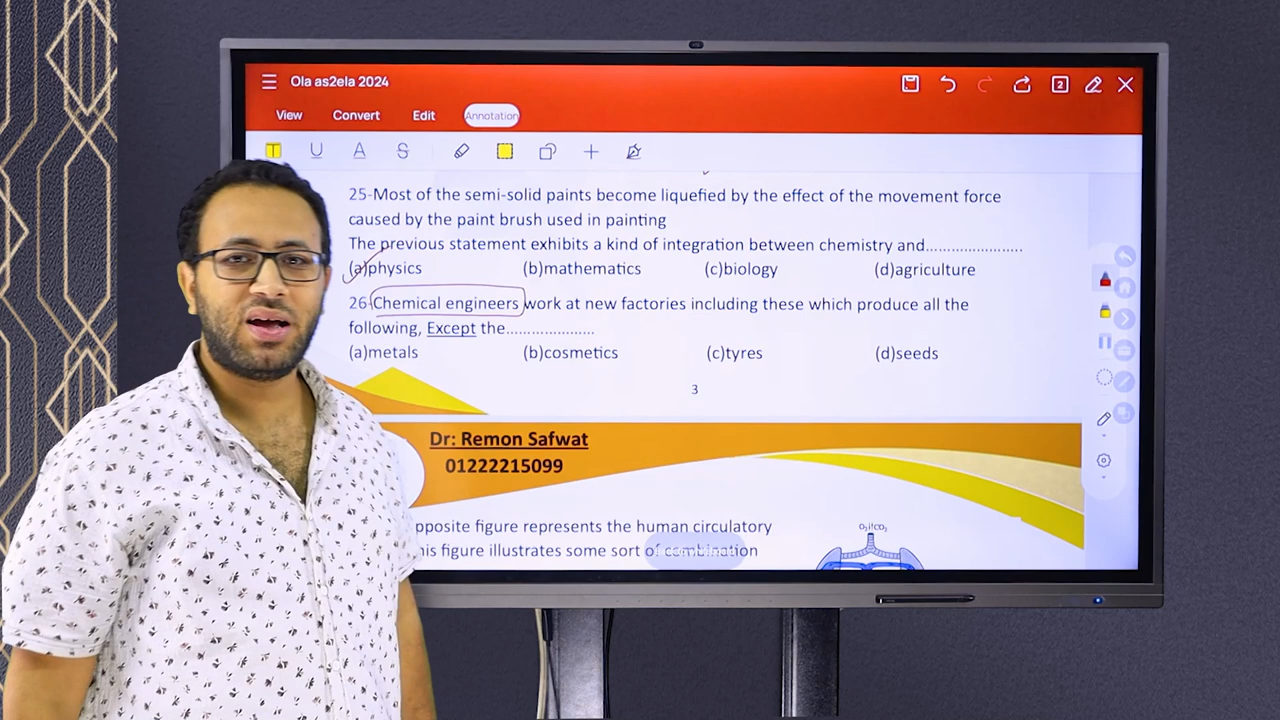 Ola as2ela 2024
View Convert Edit Annotation
T U A S
25-Most of the semi-solid paints become liquefied by the effect of the movement force
caused by the paint brush used in painting
The previous statement exhibits a kind of integration between chemistry and......................
(a)physics (b)mathematics (c)biology (d)agriculture
26-Chemical engineers work at new factories including these which produce all the
following, Except the....................
(a)metals (b)cosmetics (c)tyres (d)seeds
3
Dr: Remon Safwat
01222215099
opposite figure represents the human circulatory
his figure illustrates some sort of combination
O₂ CO₂